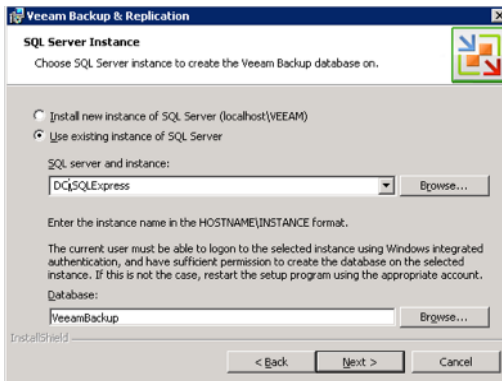 Veeam Backup & Replication
SQL Server Instance
Choose SQL Server instance to create the Veeam Backup database on.
Install new instance of SQL Server (localhost\VEEAM)
Use existing instance of SQL Server
SQL server and instance:
DC\SQLExpress
Browse...
Enter the instance name in the HOSTNAME\INSTANCE format.
The current user must be able to logon to the selected instance using Windows integrated
authentication, and have sufficient permission to create the database on the selected
instance. If this is not the case, restart the setup program using the appropriate account.
Database:
VeeamBackup
Browse...
InstallShield
< Back
Next >
Cancel